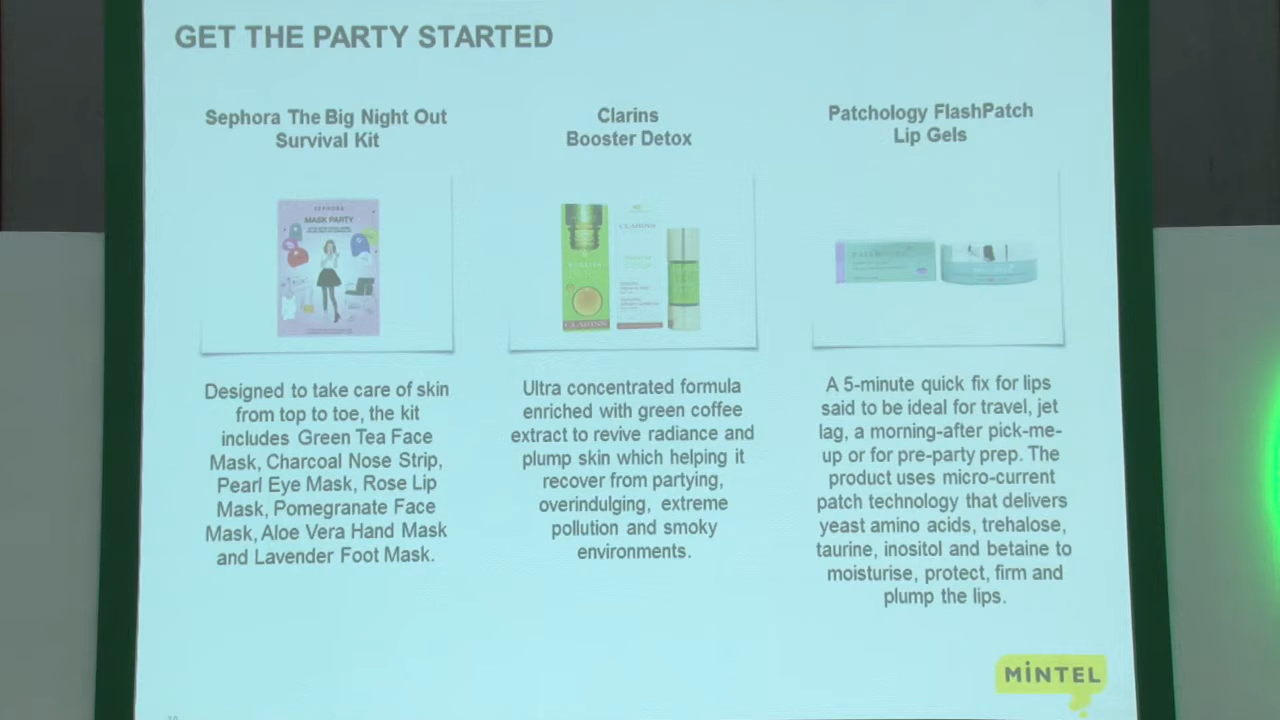 GET THE PARTY STARTED
Sephora The Big Night Out
Survival Kit
SEPHORA
MASK PARTY
Designed to take care of skin
from top to toe, the kit
includes Green Tea Face
Mask, Charcoal Nose Strip,
Pearl Eye Mask, Rose Lip
Mask, Pomegranate Face
Mask, Aloe Vera Hand Mask
and Lavender Foot Mask.
Clarins
Booster Detox
CLARINS
CLARINS
Ultra concentrated formula
enriched with green coffee
extract to revive radiance and
plump skin which helping it
recover from partying,
overindulging, extreme
pollution and smoky
environments.
Patchology FlashPatch
Lip Gels
A 5-minute quick fix for lips
said to be ideal for travel, jet
lag, a morning-after pick-me-
up or for pre-party prep. The
product uses micro-current
patch technology that delivers
yeast amino acids, trehalose,
taurine, inositol and betaine to
moisturise, protect, firm and
plump the lips.
MiNTEL